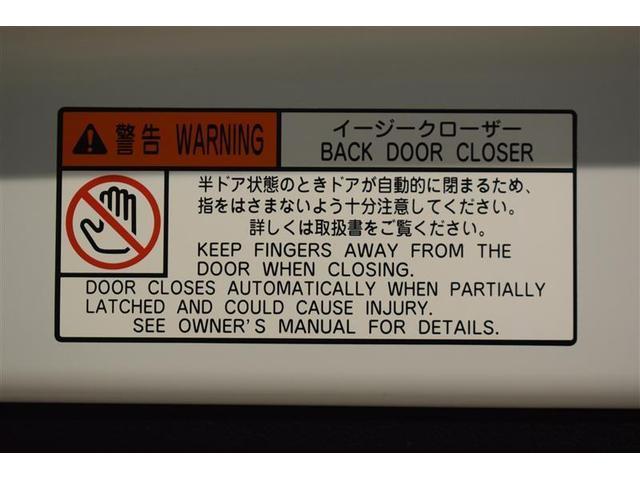 警告 WARNING
イージークローザー
BACK DOOR CLOSER
半ドア状態のときドアが自動的に閉まるため、
指をはさまないよう十分注意してください。
詳しくは取扱書をご覧ください。
KEEP FINGERS AWAY FROM THE
DOOR WHEN CLOSING.
DOOR CLOSES AUTOMATICALLY WHEN PARTIALLY
LATCHED AND COULD CAUSE INJURY.
SEE OWNER'S MANUAL FOR DETAILS.